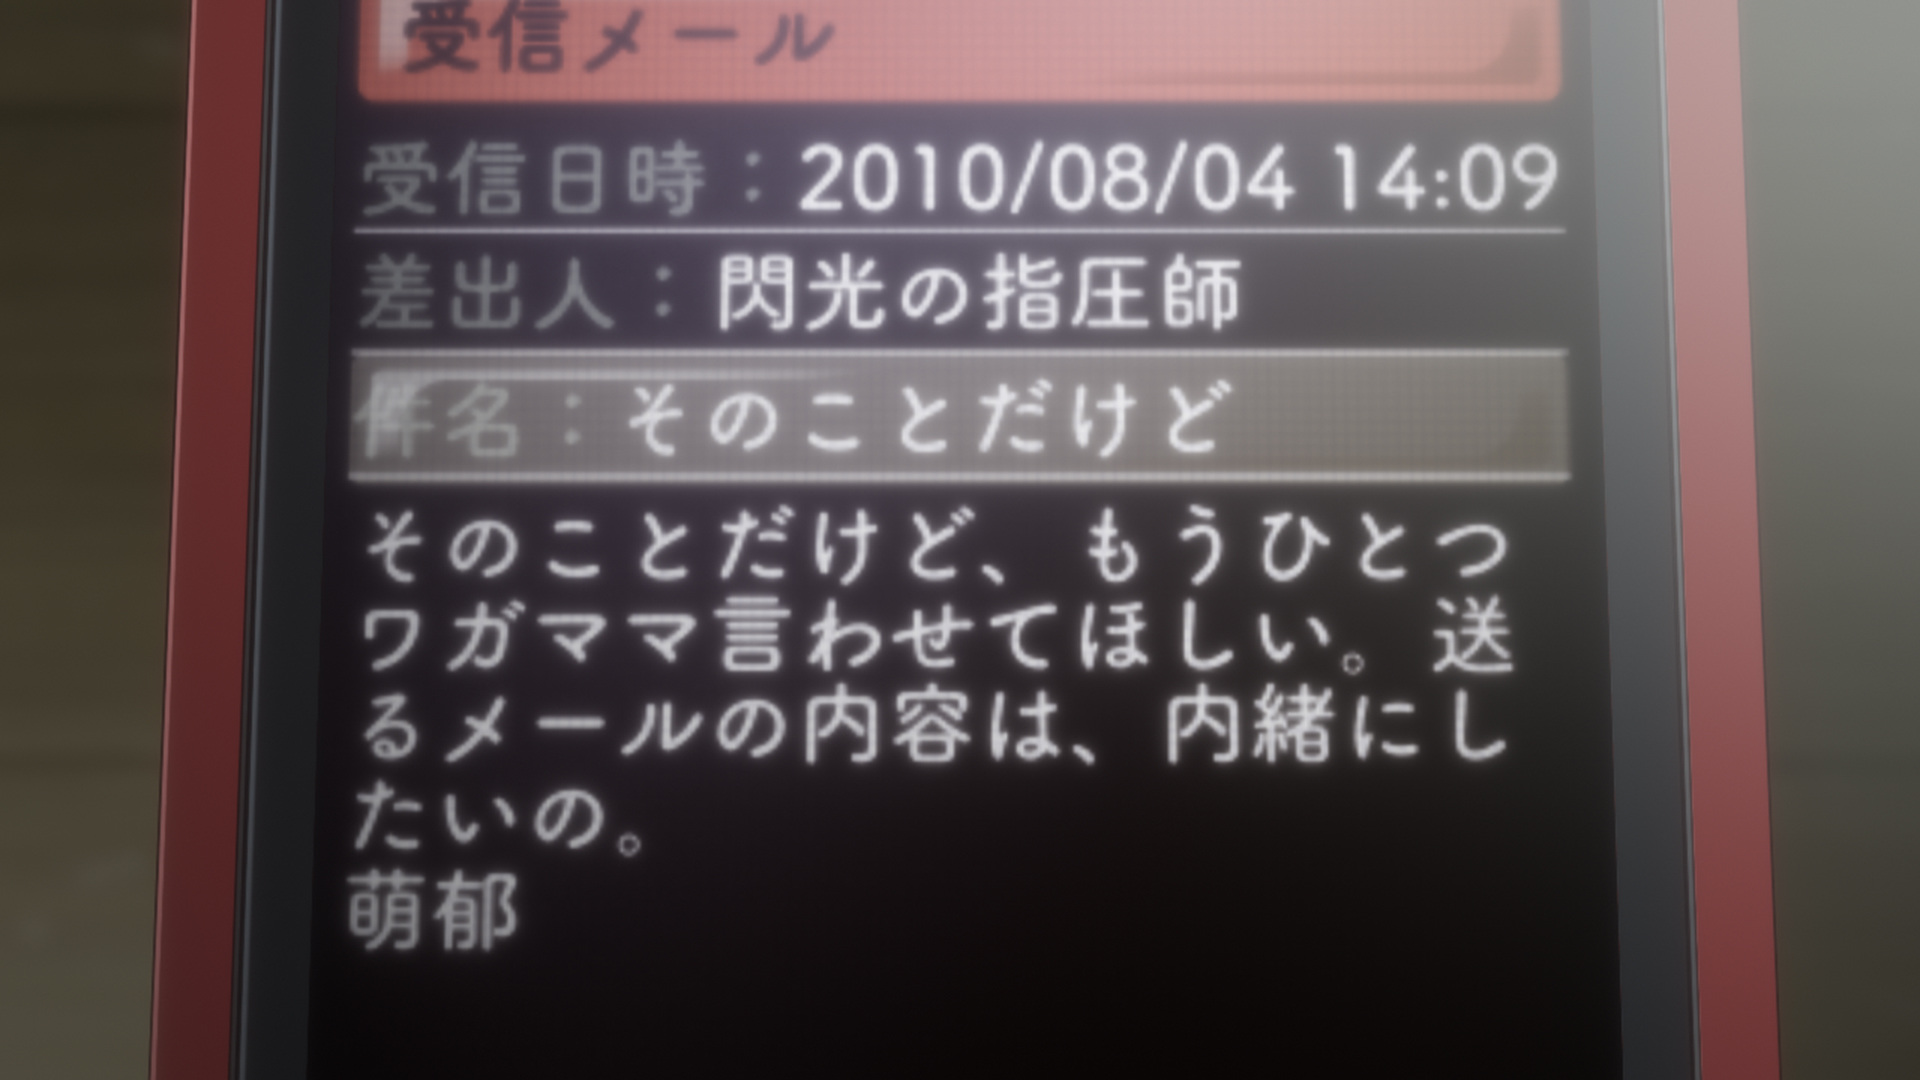 受信メール
受信日時：2010/08/04 14:09
差出人：閃光の指圧師
件名：そのことだけど
そのことだけど、もうひとつ
ワガママ言わせてほしい。送
るメールの内容は、内緒にし
たいの。
萌郁